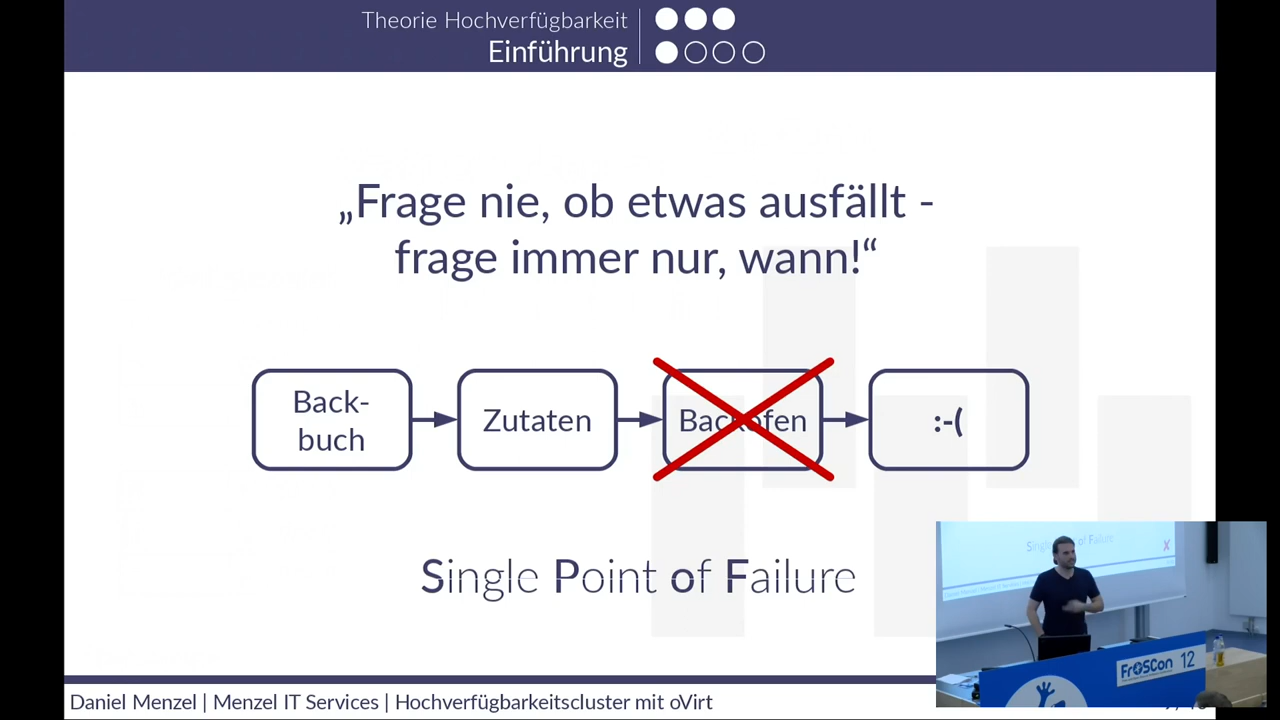 Theorie Hochverfügbarkeit
Einführung
„Frage nie, ob etwas ausfällt -
frage immer nur, wann!“
Back-
buch
Zutaten
Backofen
:-(
Single Point of Failure
Daniel Menzel | Menzel IT Services | Hochverfügbarkeitscluster mit oVirt
FrOSCon 12